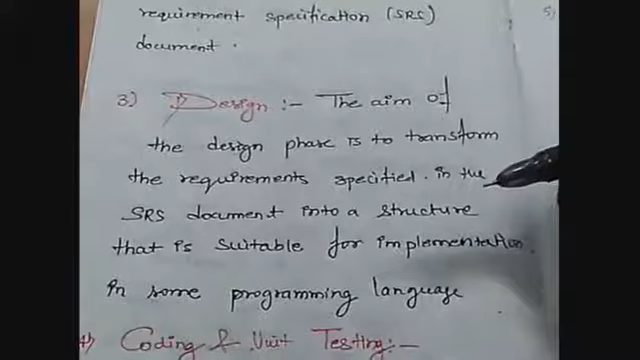 requirement specification (SRS)
document.
3) Design :- The aim of
the design phase is to transform
the requirements specified. in the
SRS document into a structure
that is suitable for implementation.
in some programming language
4) Coding & Unit Testing:-
5,